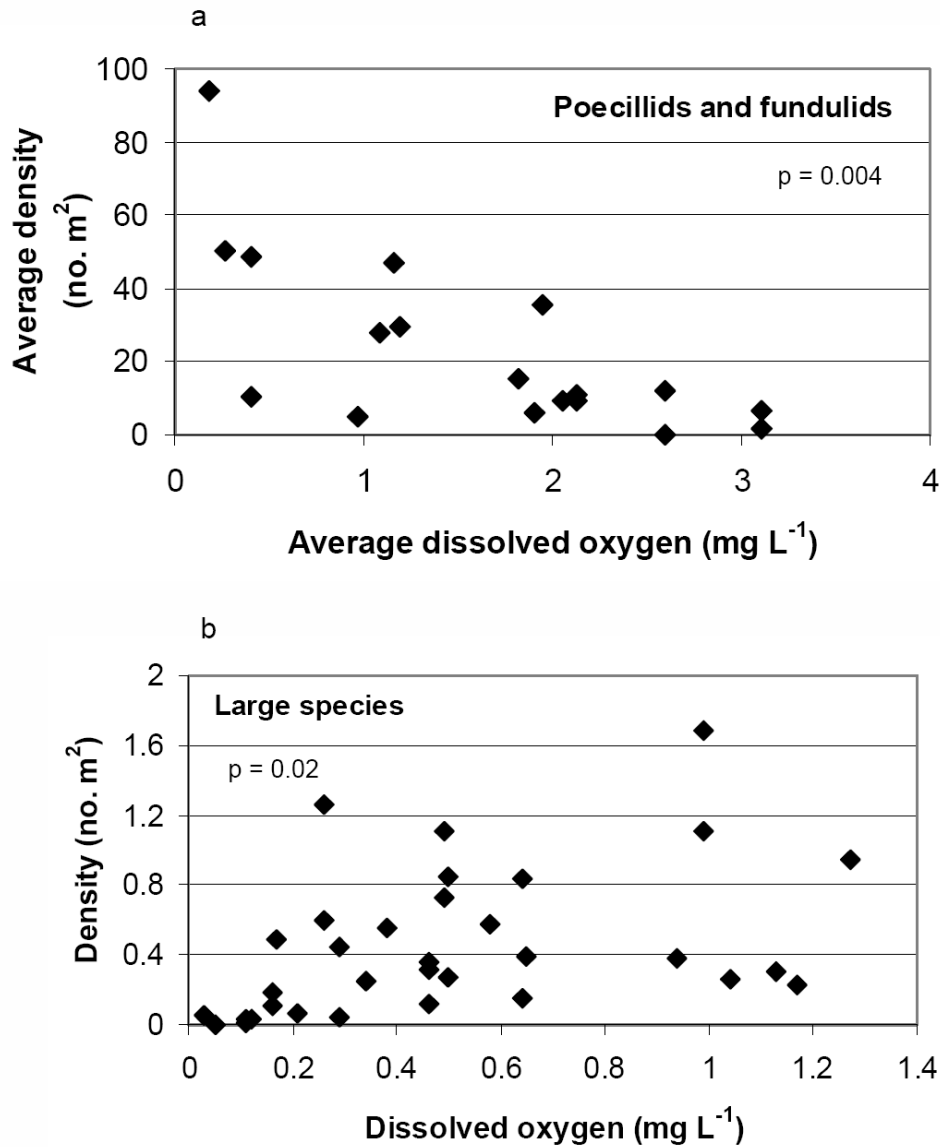 a
100
80
60
40
20
0
Average density
(no. m²)
Poecillids and fundulids
p = 0.004
0 1 2 3 4
Average dissolved oxygen (mg L⁻¹)
b
2
1.6
1.2
0.8
0.4
0
Density (no. m²)
Large species
p = 0.02
0 0.2 0.4 0.6 0.8 1 1.2 1.4
Dissolved oxygen (mg L⁻¹)